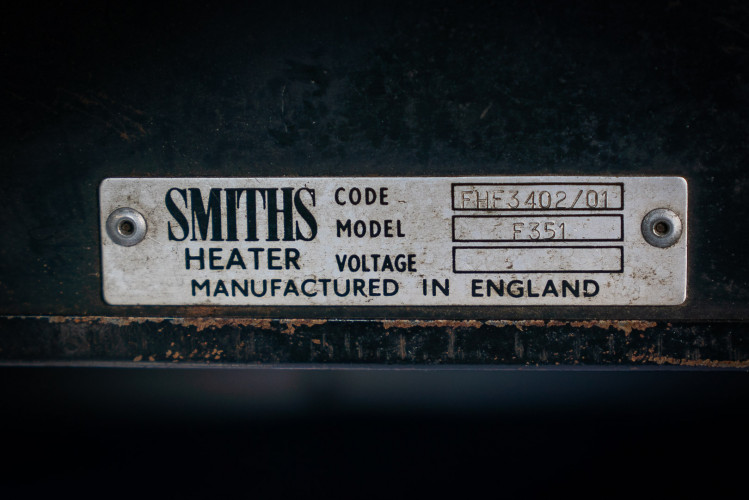 SMITHS CODE FHF3402/01
MODEL F351
HEATER VOLTAGE
MANUFACTURED IN ENGLAND